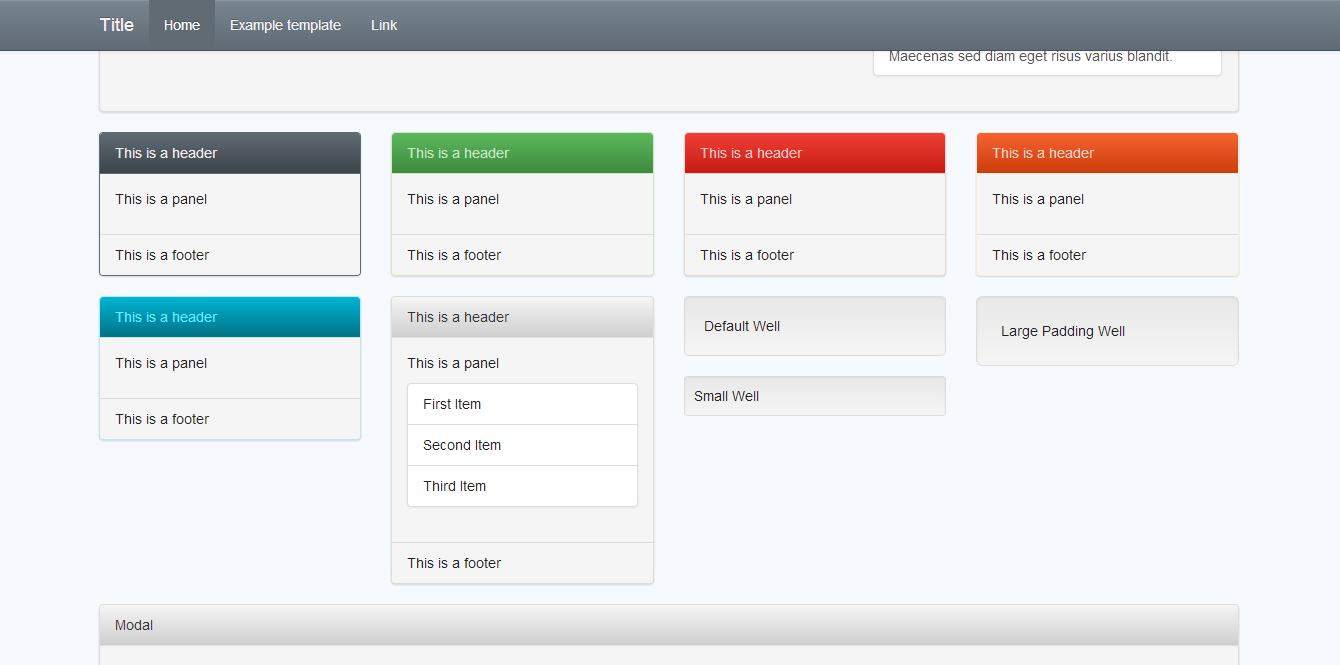 Title Home Example template Link
Maecenas sed diam eget risus varius blandit.
This is a header
This is a panel
This is a footer
This is a header
This is a panel
This is a footer
This is a header
This is a panel
This is a footer
This is a header
This is a panel
This is a footer
This is a header
This is a panel
This is a footer
This is a header
This is a panel
First Item
Second Item
Third Item
This is a footer
Default Well
Small Well
Large Padding Well
Modal